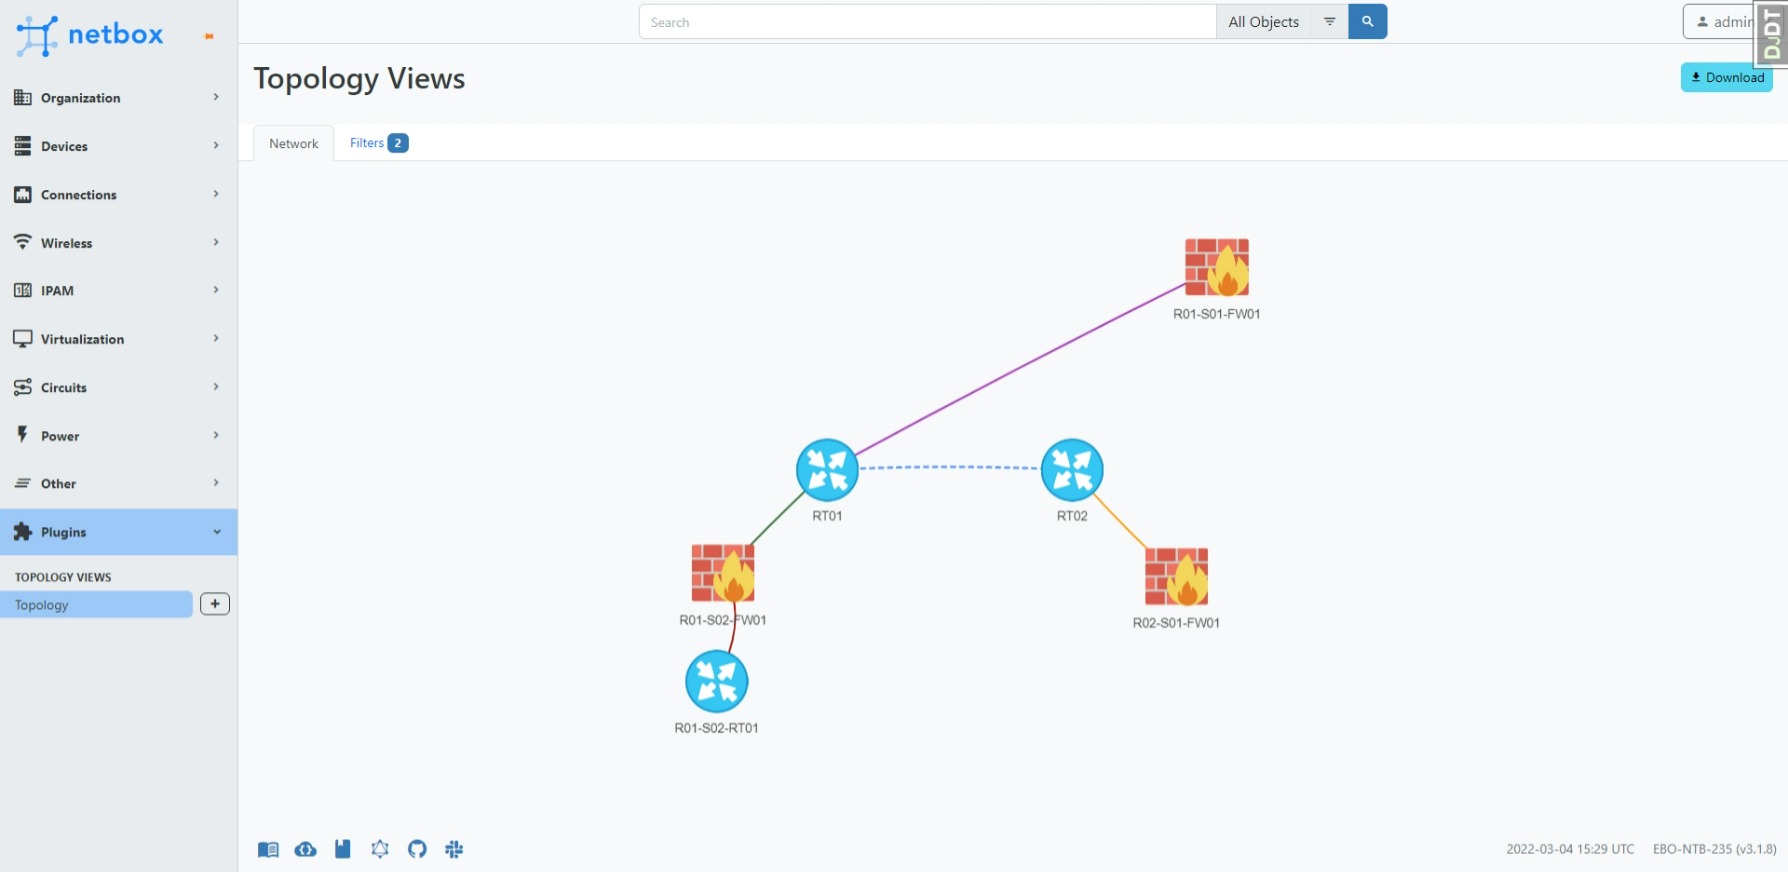 netbox
Search
All Objects
admin
DJDT
Topology Views
Download
Network
Filters 2
Organization
Devices
Connections
Wireless
IPAM
Virtualization
Circuits
Power
Other
Plugins
TOPOLOGY VIEWS
Topology
+
R01-S01-FW01
RT01
RT02
R01-S02-FW01
R02-S01-FW01
R01-S02-RT01
2022-03-04 15:29 UTC
EBO-NTB-235 (v3.1.8)